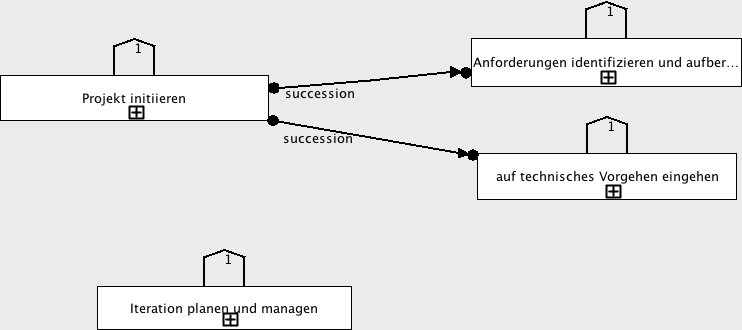 1
Anforderungen identifizieren und aufber...
1
Projekt initiieren
succession
succession
1
auf technisches Vorgehen eingehen
1
Iteration planen und managen